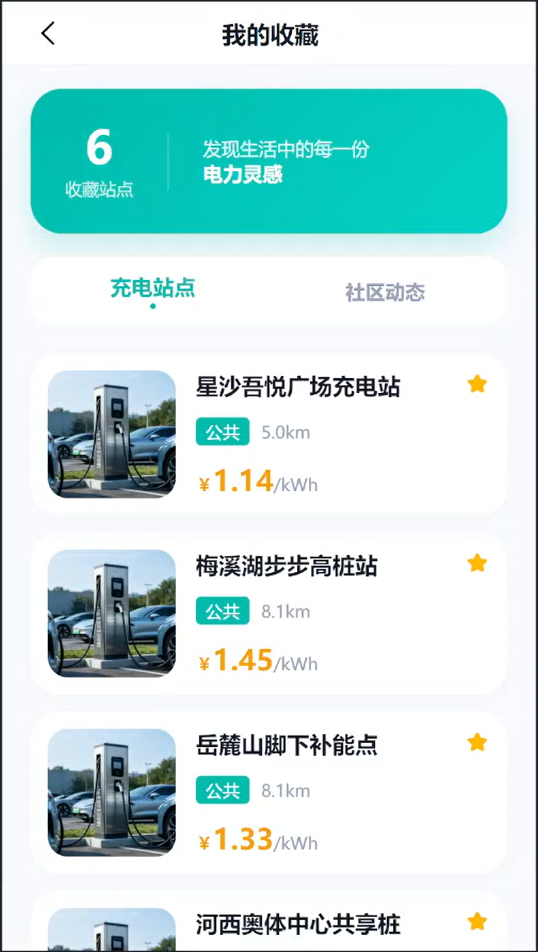 我的收藏
6
收藏站点
发现生活中的每一份
电力灵感
充电站点
社区动态
星沙吾悦广场充电站
公共 5.0km
¥1.14/kWh
梅溪湖步步高桩站
公共 8.1km
¥1.45/kWh
岳麓山脚下补能点
公共 8.1km
¥1.33/kWh
河西奥体中心共享桩